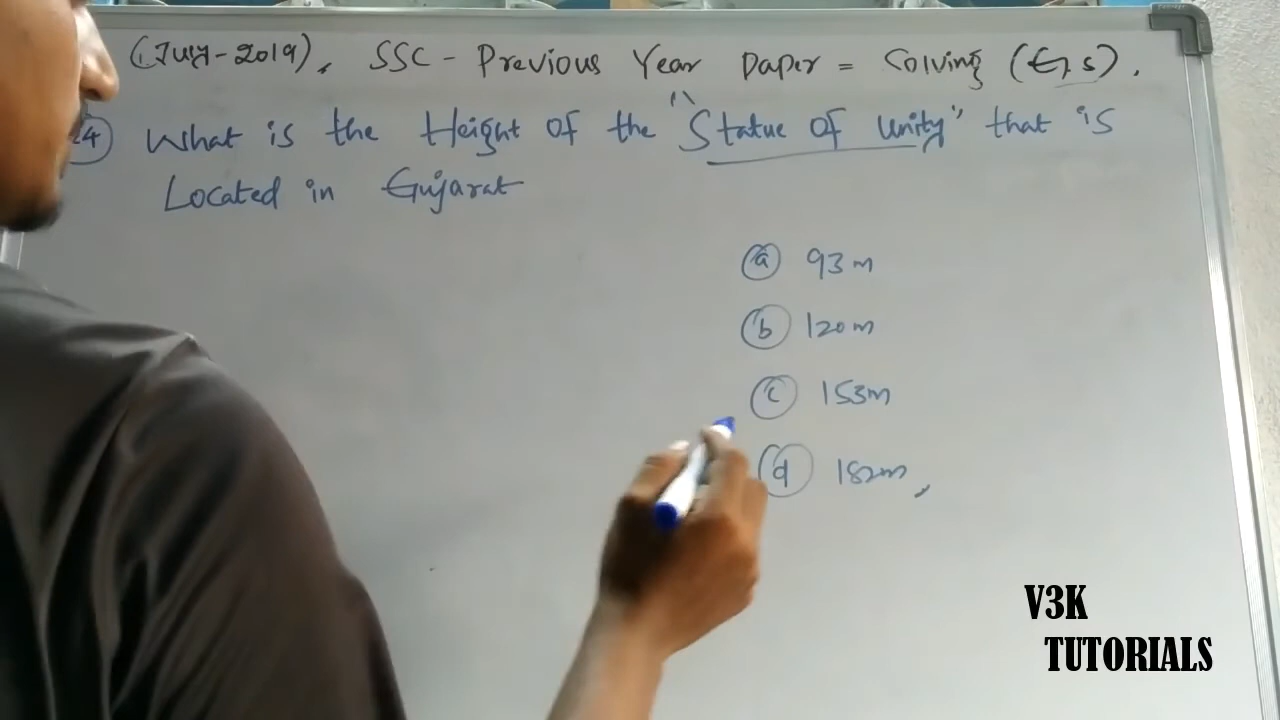 (July-2019), SSC - Previous Year Paper = Solving (G.S).
24 What is the Height of the "Statue of Unity" that is
Located in Gujarat
a 93m
b 120m
c 153m
d 182m,
V3K
TUTORIALS